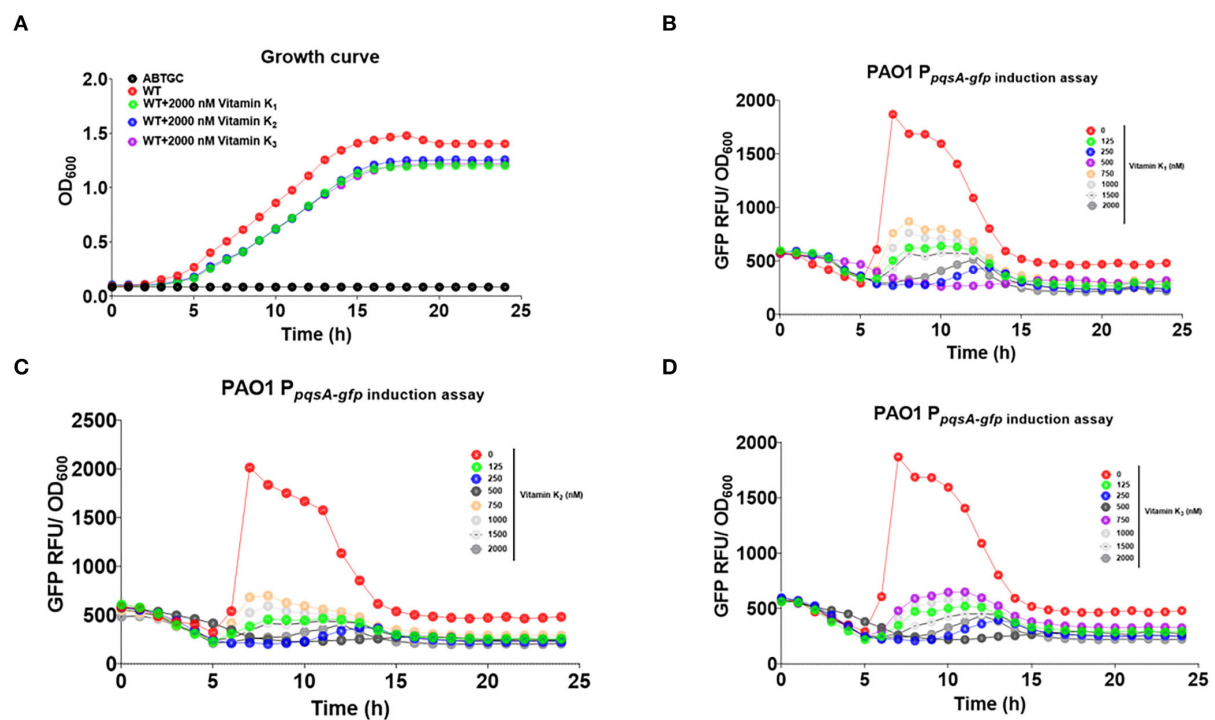 A
Growth curve
ABTGC
WT
WT+2000 nM Vitamin K1
WT+2000 nM Vitamin K2
WT+2000 nM Vitamin K3
OD600
2.0
1.5
1.0
0.5
0.0
0 5 10 15 20 25
Time (h)
B
PAO1 PpqsA-gfp induction assay
GFP RFU/ OD600
2000
1500
1000
500
0
0
125
250
500
750
1000
1500
2000
Vitamin K1 (nM)
0 5 10 15 20 25
Time (h)
C
PAO1 PpqsA-gfp induction assay
GFP RFU/ OD600
2500
2000
1500
1000
500
0
0
125
250
500
750
1000
1500
2000
Vitamin K2 (nM)
0 5 10 15 20 25
Time (h)
D
PAO1 PpqsA-gfp induction assay
GFP RFU/ OD600
2000
1500
1000
500
0
0
125
250
500
750
1000
1500
2000
Vitamin K3 (nM)
0 5 10 15 20 25
Time (h)